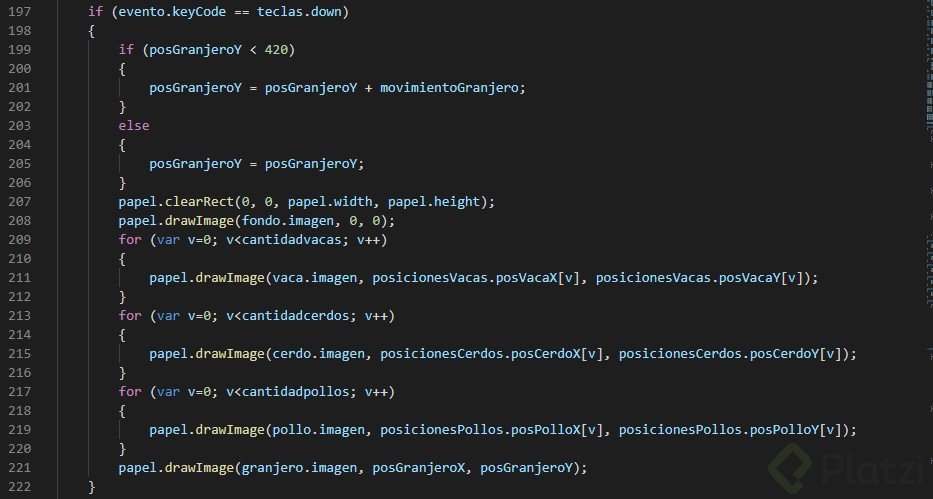 197 if (evento.keyCode == teclas.down)
198 {
199 if (posGranjeroY < 420)
200 {
201 posGranjeroY = posGranjeroY + movimientoGranjero;
202 }
203 else
204 {
205 posGranjeroY = posGranjeroY;
206 }
207 papel.clearRect(0, 0, papel.width, papel.height);
208 papel.drawImage(fondo.imagen, 0, 0);
209 for (var v=0; v<cantidadvacas; v++)
210 {
211 papel.drawImage(vaca.imagen, posicionesVacas.posVacaX[v], posicionesVacas.posVacaY[v]);
212 }
213 for (var v=0; v<cantidadcerdos; v++)
214 {
215 papel.drawImage(cerdo.imagen, posicionesCerdos.posCerdoX[v], posicionesCerdos.posCerdoY[v]);
216 }
217 for (var v=0; v<cantidadpollos; v++)
218 {
219 papel.drawImage(pollo.imagen, posicionesPollos.posPolloX[v], posicionesPollos.posPolloY[v]);
220 }
221 papel.drawImage(granjero.imagen, posGranjeroX, posGranjeroY);
222 }
Platzi